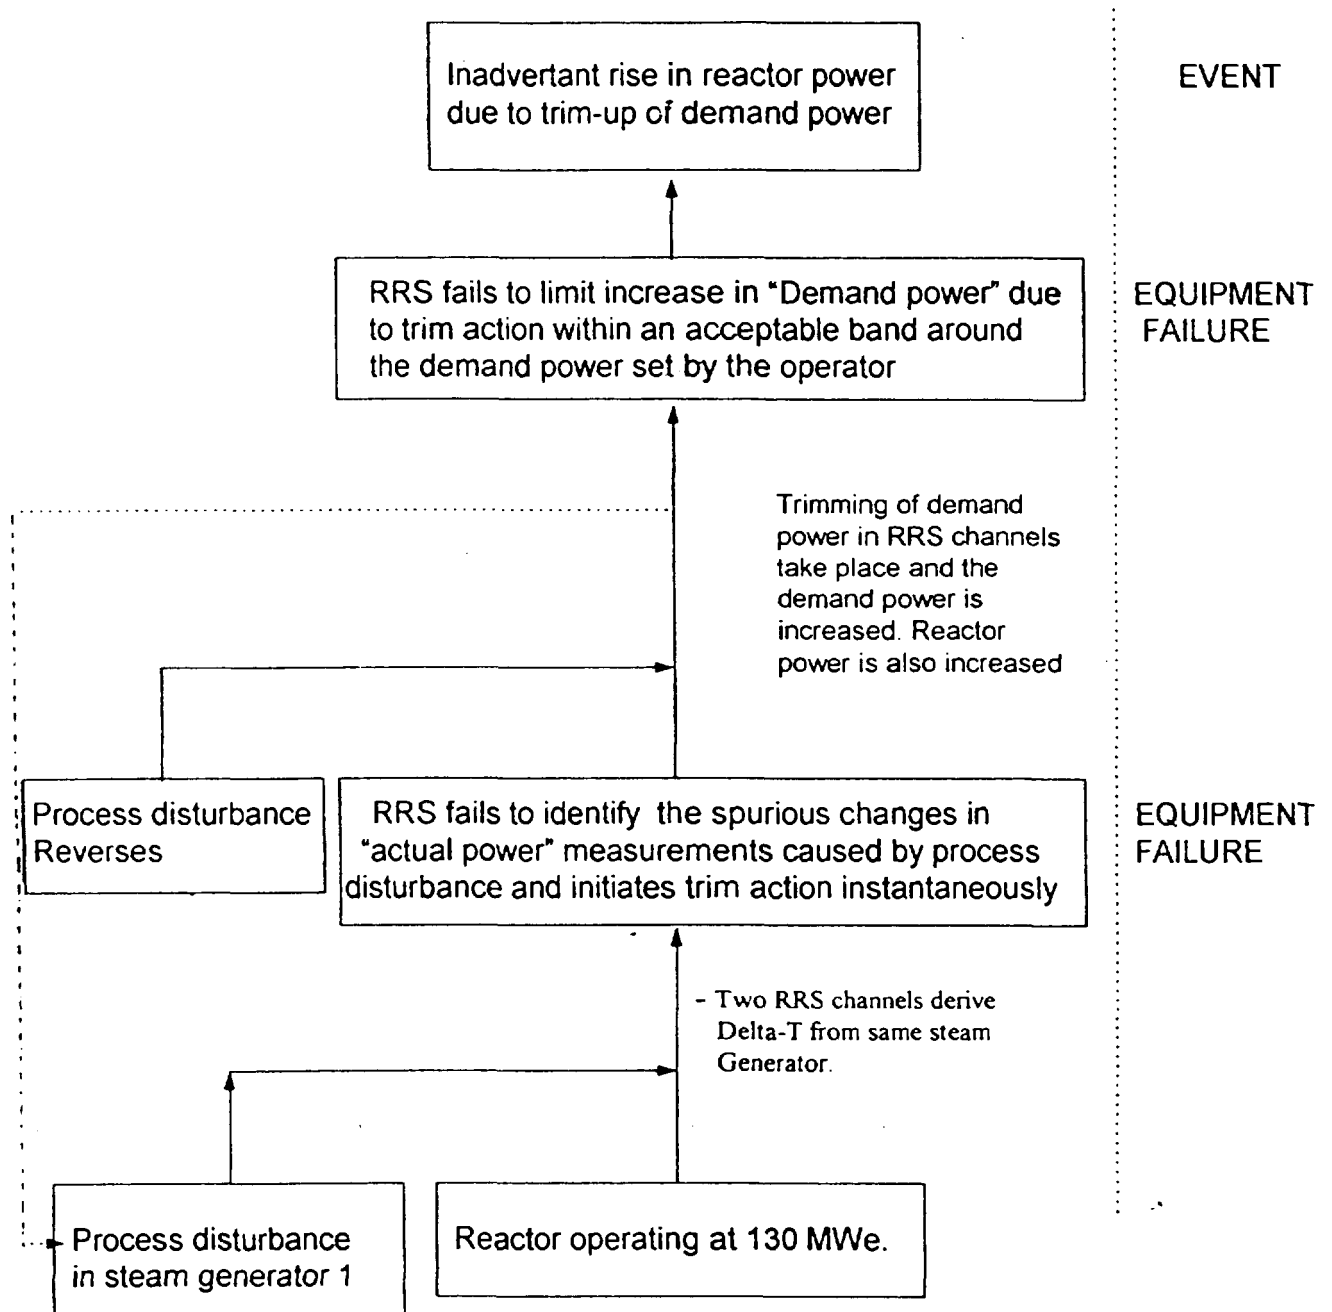 Inadvertant rise in reactor power
due to trim-up of demand power
EVENT
RRS fails to limit increase in "Demand power" due
to trim action within an acceptable band around
the demand power set by the operator
EQUIPMENT
FAILURE
Trimming of demand
power in RRS channels
take place and the
demand power is
increased. Reactor
power is also increased
Process disturbance
Reverses
RRS fails to identify the spurious changes in
"actual power" measurements caused by process
disturbance and initiates trim action instantaneously
EQUIPMENT
FAILURE
- Two RRS channels derive
Delta-T from same steam
Generator.
Process disturbance
in steam generator 1
Reactor operating at 130 MWe.